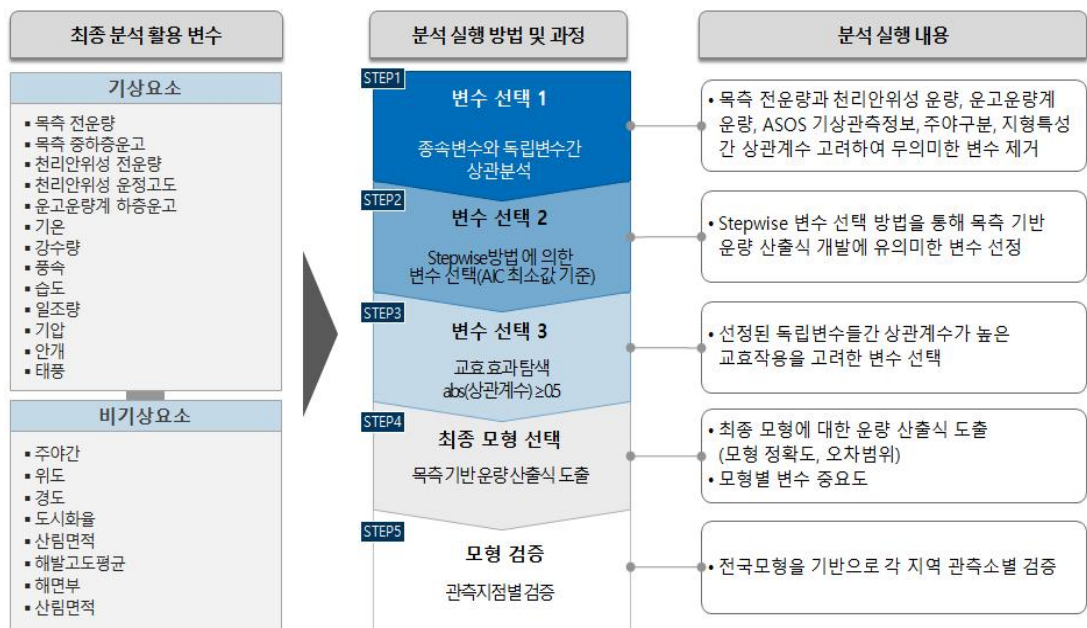 최종 분석 활용 변수
기상요소
▪ 목측 전운량
▪ 목측 중하층운고
▪ 천리안위성 전운량
▪ 천리안위성 운정고도
▪ 운고운량계 하층운고
▪ 기온
▪ 강수량
▪ 풍속
▪ 습도
▪ 일조량
▪ 기압
▪ 안개
▪ 태풍
비기상요소
▪ 주야간
▪ 위도
▪ 경도
▪ 도시화율
▪ 산림면적
▪ 해발고도평균
▪ 해면부
▪ 산림면적
분석 실행 방법 및 과정
STEP1
변수 선택 1
종속변수와 독립변수간
상관분석
STEP2
변수 선택 2
Stepwise방법에 의한
변수 선택(AIC 최소값 기준)
STEP3
변수 선택 3
교효 효과 탐색
abs(상관계수) ≥0.5
STEP4
최종 모형 선택
목측 기반 운량 산출식 도출
STEP5
모형 검증
관측지점별 검증
분석 실행 내용
• 목측 전운량과 천리안위성 운량, 운고운량계
운량, ASOS 기상관측정보, 주야구분, 지형특성
간 상관계수 고려하여 무의미한 변수 제거
• Stepwise 변수 선택 방법을 통해 목측 기반
운량 산출식 개발에 유의미한 변수 선정
• 선정된 독립변수들간 상관계수가 높은
교효작용을 고려한 변수 선택
• 최종 모형에 대한 운량 산출식 도출
(모형 정확도, 오차범위)
• 모형별 변수 중요도
• 전국모형을 기반으로 각 지역 관측소별 검증